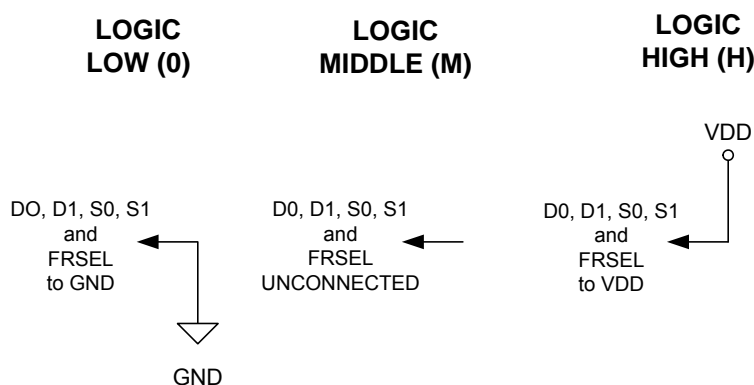 LOGIC
LOW (0)
LOGIC
MIDDLE (M)
LOGIC
HIGH (H)
VDD
DO, D1, S0, S1
and
FRSEL
to GND
D0, D1, S0, S1
and
FRSEL
UNCONNECTED
D0, D1, S0, S1
and
FRSEL
to VDD
GND